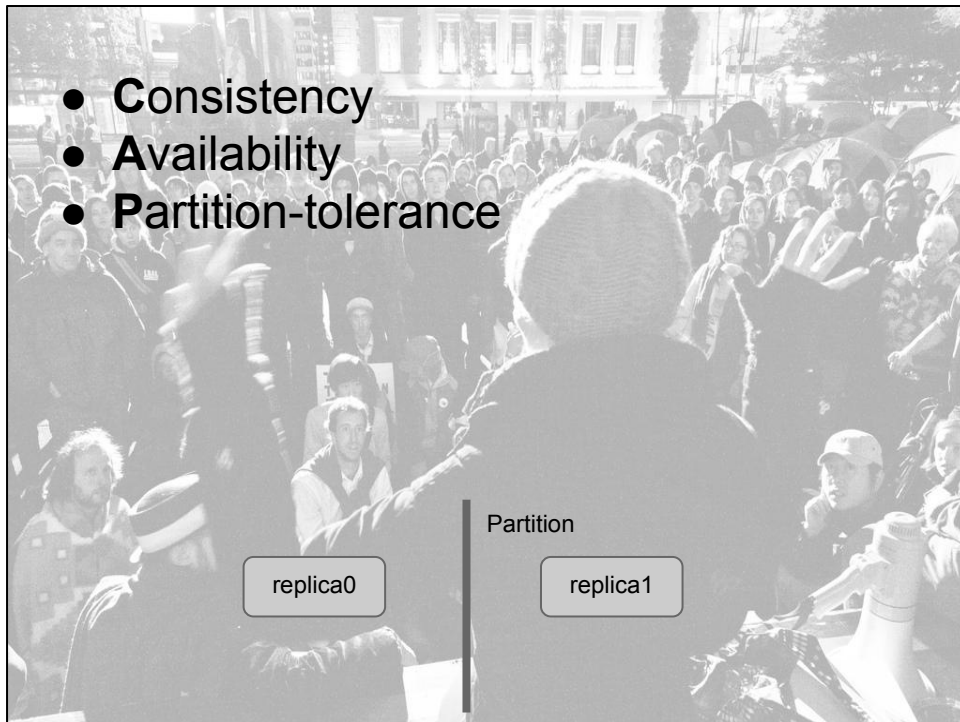 ● Consistency
● Availability
● Partition-tolerance
Partition
replica0
replica1